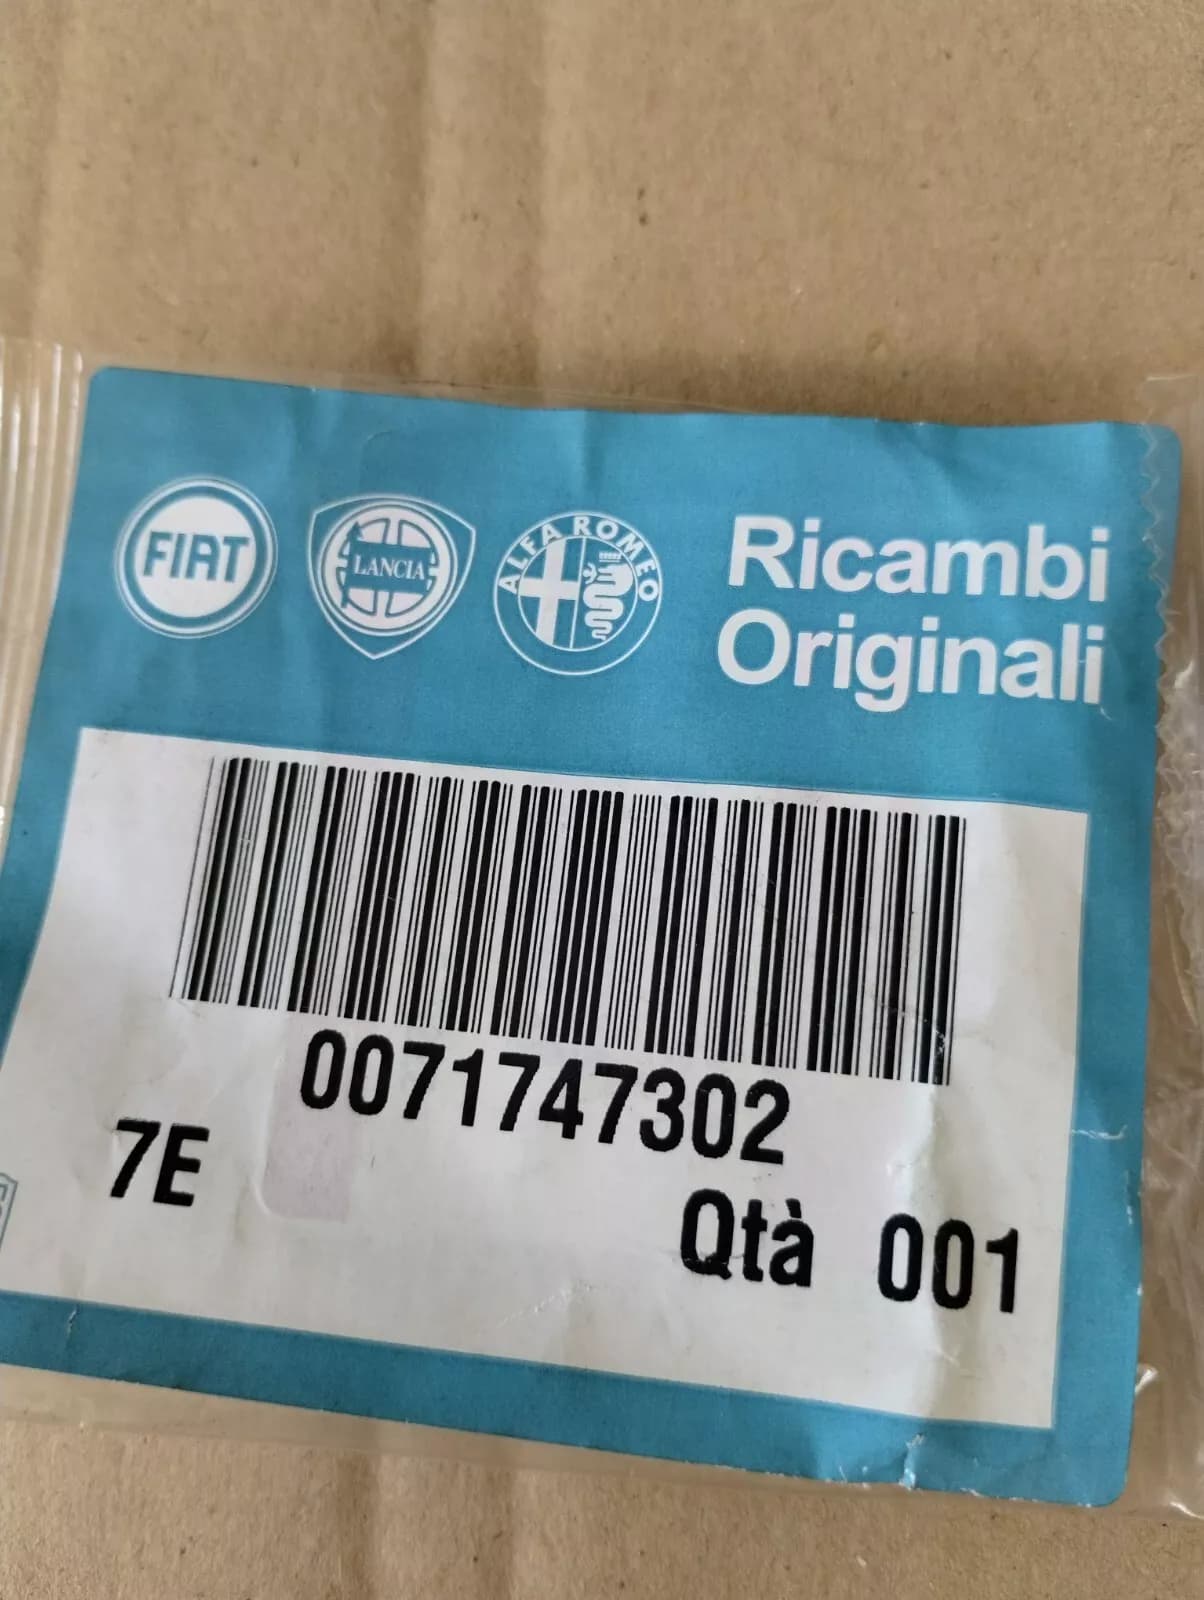 FIAT
LANCIA
ALFA ROMEO
Ricambi
Originali
0071747302
7E
Qtà 001